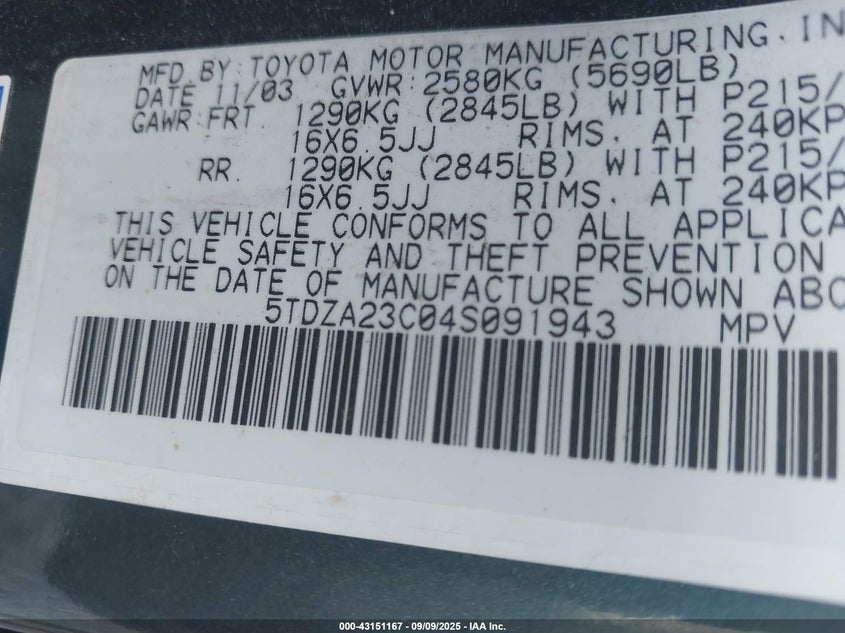 MFD. BY: TOYOTA MOTOR MANUFACTURING. IN
DATE 11/03 GVWR: 2580KG (5690LB)
GAWR: FRT. 1290KG (2845LB) WITH P215/
16X6.5JJ RIMS. AT 240KP
RR. 1290KG (2845LB) WITH P215/
16X6.5JJ RIMS. AT 240KP
THIS VEHICLE CONFORMS TO ALL APPLICA
VEHICLE SAFETY AND THEFT PREVENTION
ON THE DATE OF MANUFACTURE SHOWN ABO
5TDZA23C04S091943 MPV
000-43151167 - 09/09/2025 - IAA Inc.